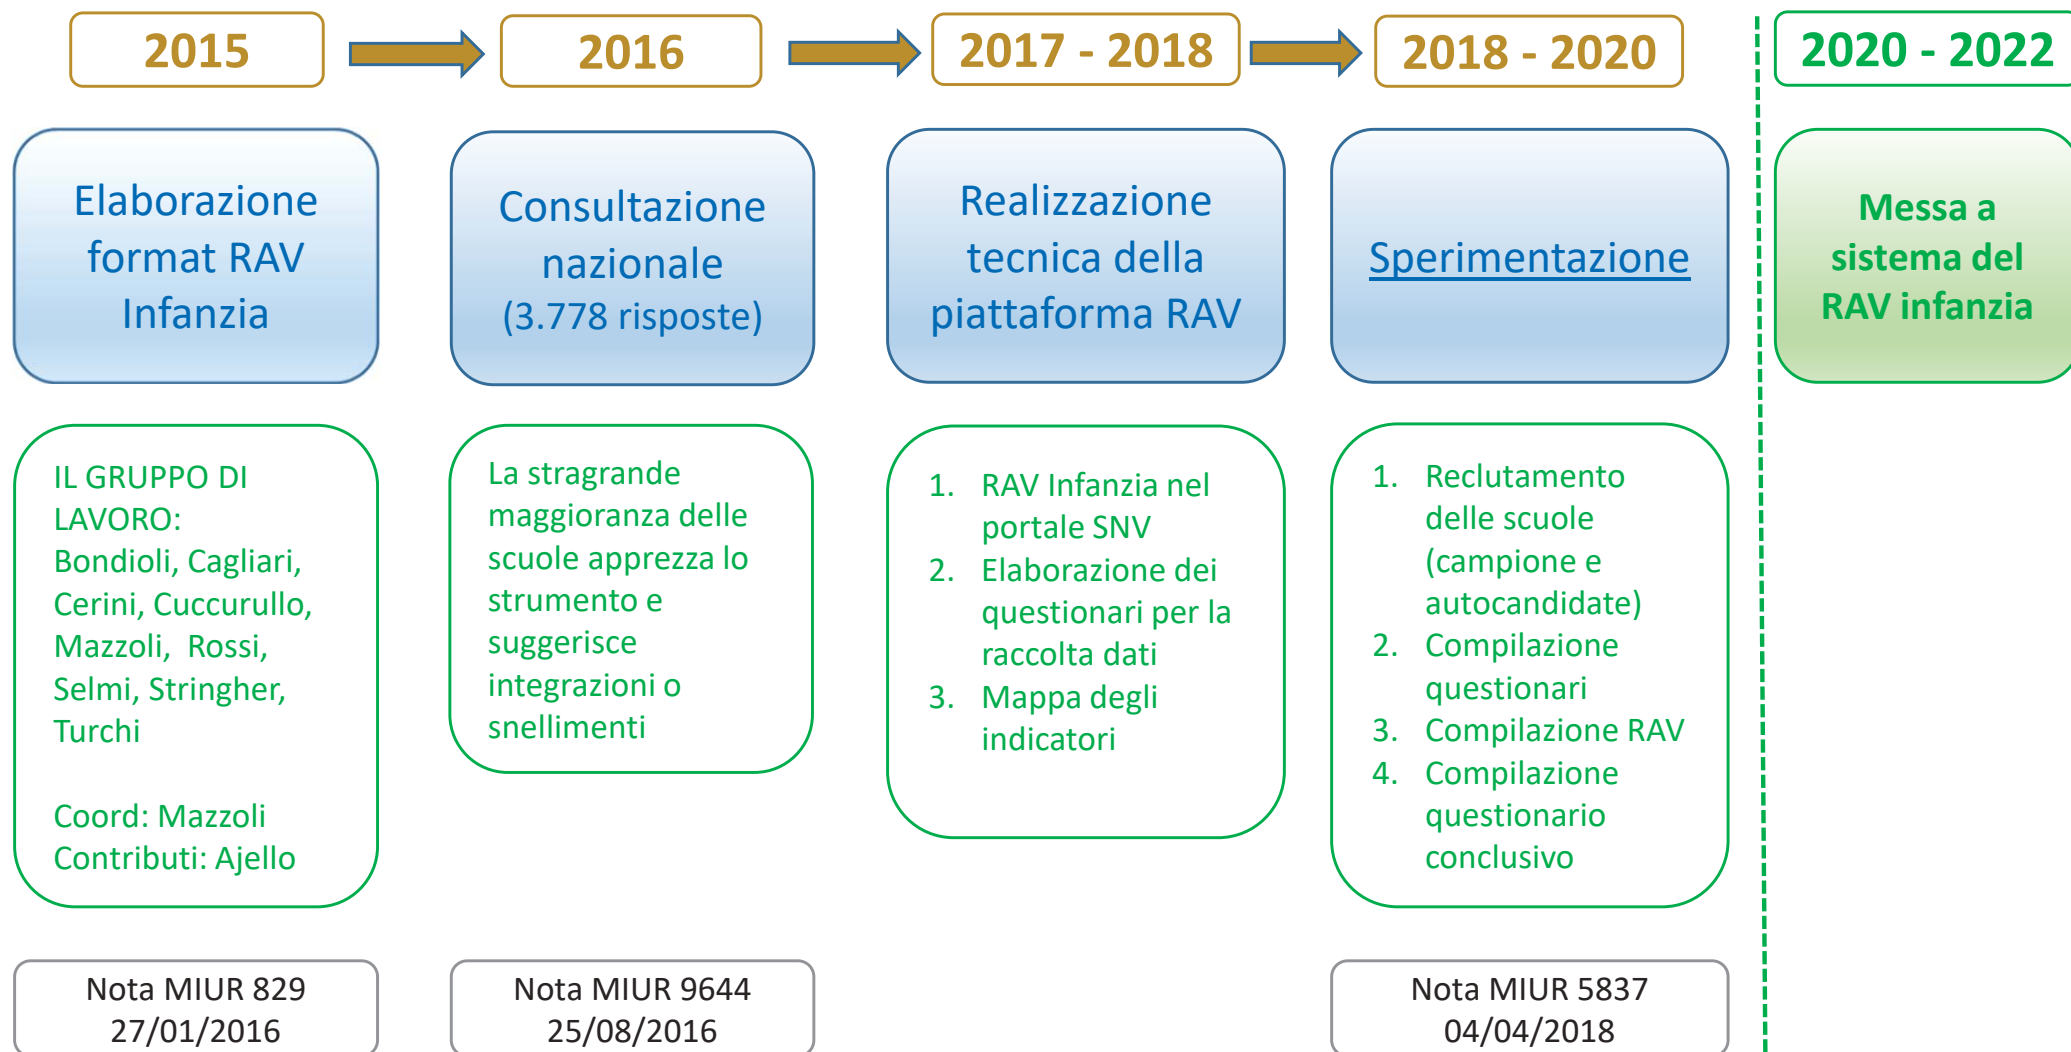 2015
2016
2017 - 2018
2018 - 2020
2020 - 2022
Elaborazione
format RAV
Infanzia
Consultazione
nazionale
(3.778 risposte)
Realizzazione
tecnica della
piattaforma RAV
Sperimentazione
Messa a
sistema del
RAV infanzia
IL GRUPPO DI
LAVORO:
Bondioli, Cagliari,
Cerini, Cuccurullo,
Mazzoli, Rossi,
Selmi, Stringher,
Turchi
Coord: Mazzoli
Contributi: Ajello
La stragrande
maggioranza delle
scuole apprezza lo
strumento e
suggerisce
integrazioni o
snellimenti
1. RAV Infanzia nel
portale SNV
2. Elaborazione dei
questionari per la
raccolta dati
3. Mappa degli
indicatori
1. Reclutamento
delle scuole
(campione e
autocandidate)
2. Compilazione
questionari
3. Compilazione RAV
4. Compilazione
questionario
conclusivo
Nota MIUR 829
27/01/2016
Nota MIUR 9644
25/08/2016
Nota MIUR 5837
04/04/2018